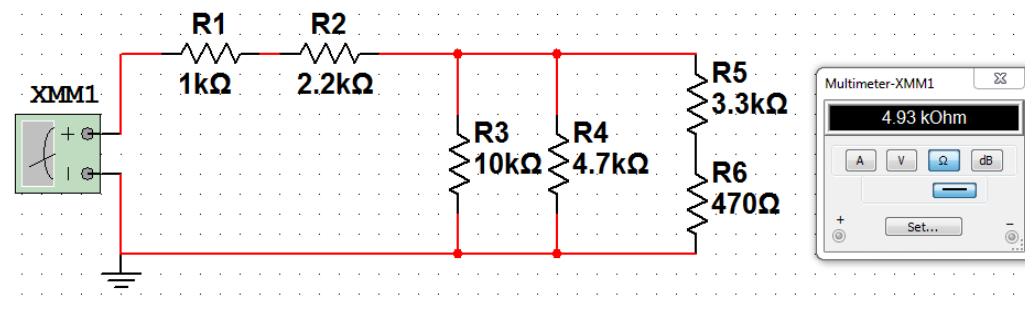 R1
1kΩ
R2
2.2kΩ
XMM1
+
R3
10kΩ
R4
4.7kΩ
R5
3.3kΩ
R6
470Ω
Multimeter-XMM1
4.93 kOhm
A V Ω dB
+ Set... -